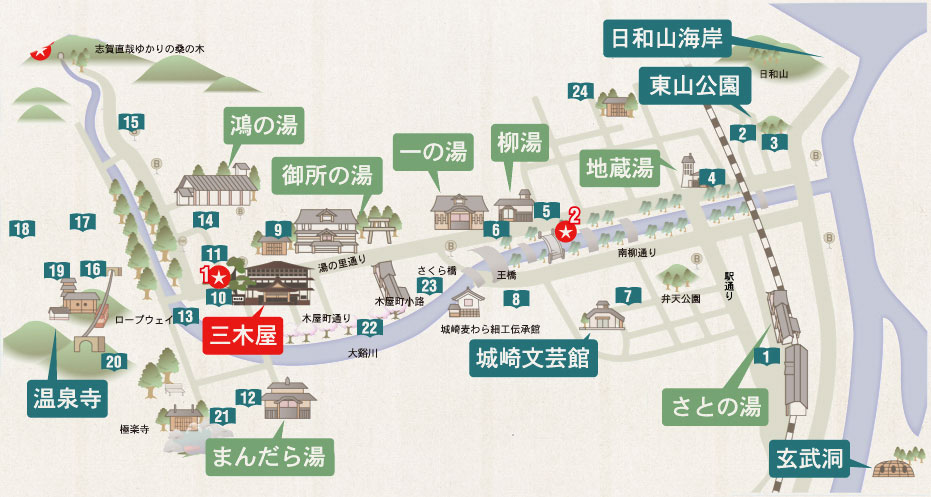 志賀直哉ゆかりの桑の木
日和山海岸
日和山
東山公園
24
15
鴻の湯
一の湯
柳湯
地蔵湯
御所の湯
2
3
4
B
14
18
17
9
11
6
5
2
湯の里通り
さくら橋
王橋
南柳通り
駅通り
19
16
1
10
23
8
7
弁天公園
木屋町小路
ロープウェイ
13
三木屋
木屋町通り
22
城崎麦わら細工伝承館
大谿川
城崎文芸館
20
温泉寺
12
21
極楽寺
まんだら湯
1
さとの湯
玄武洞